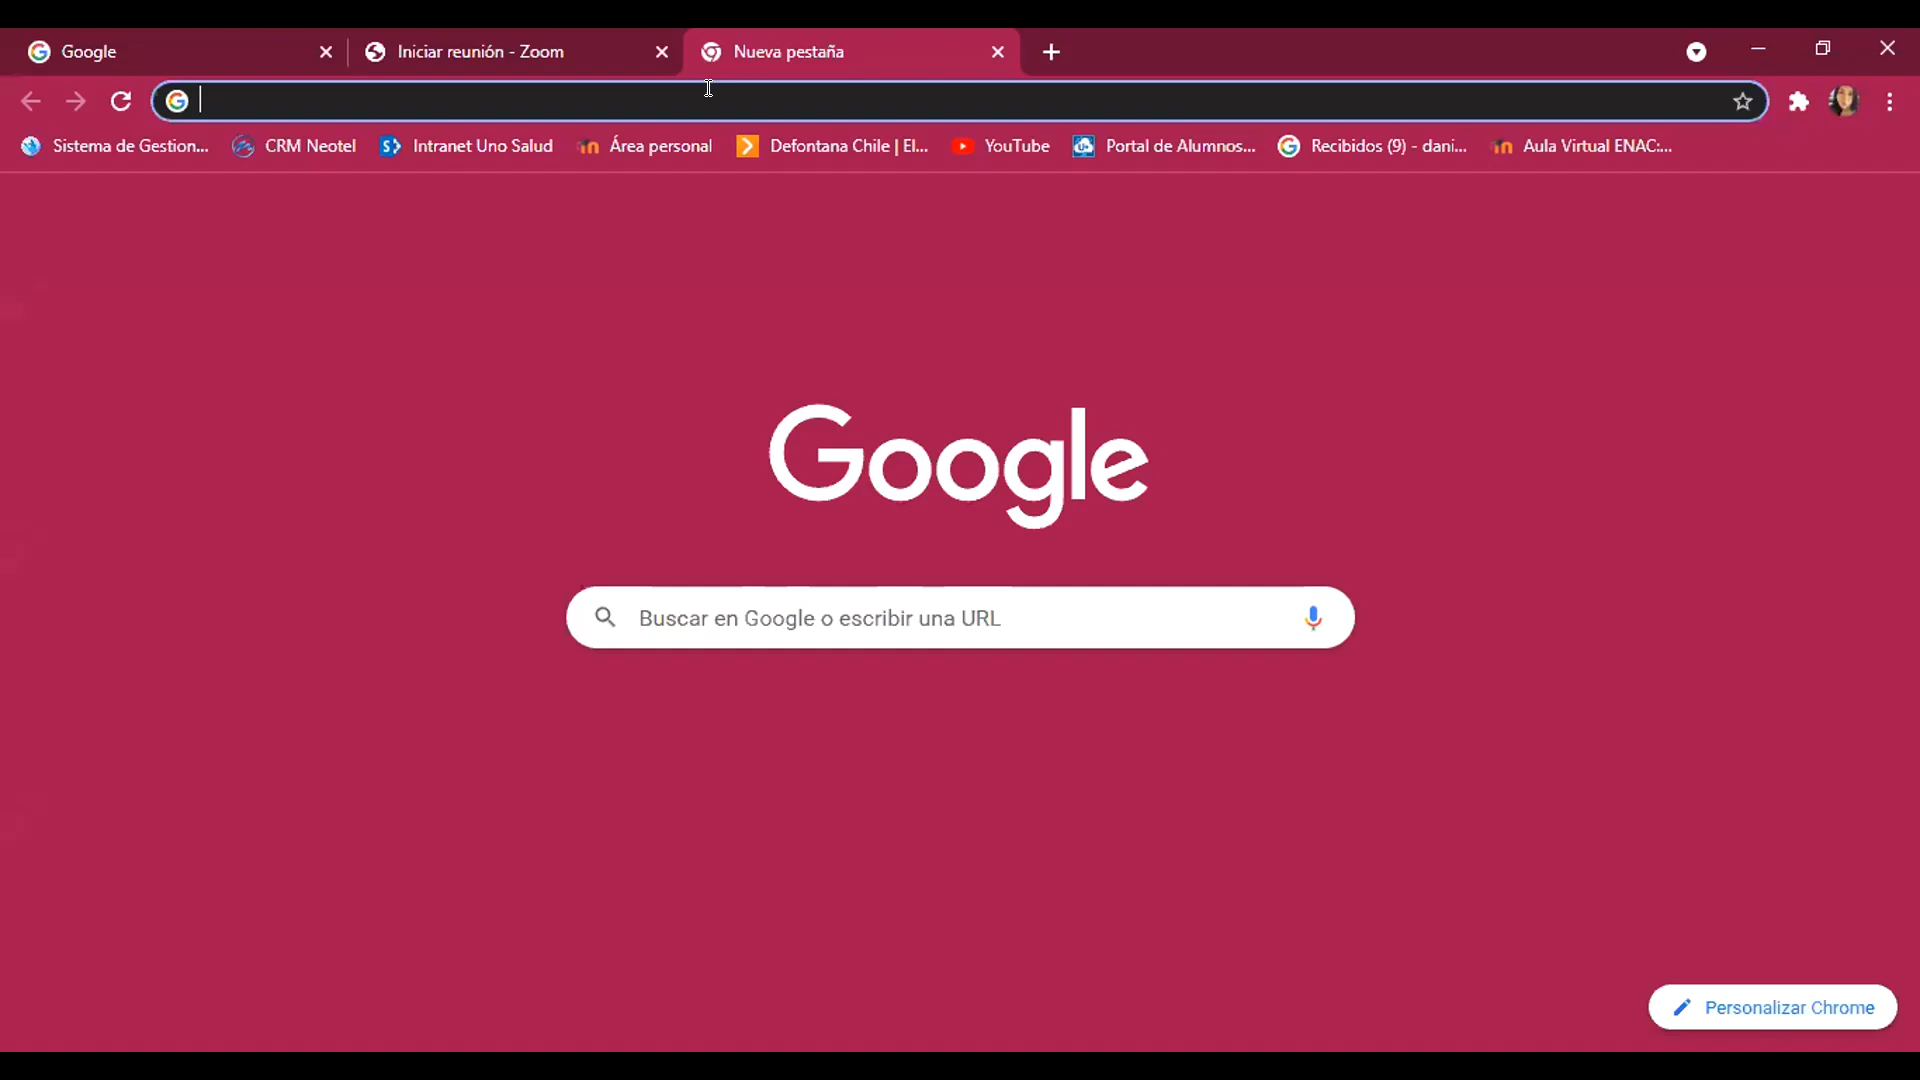 Google
Iniciar reunión - Zoom
Nueva pestaña
Sistema de Gestion...
CRM Neotel
Intranet Uno Salud
Área personal
Defontana Chile | El...
YouTube
Portal de Alumnos...
Recibidos (9) - dani...
Aula Virtual ENAC:...
Google
Buscar en Google o escribir una URL
Personalizar Chrome